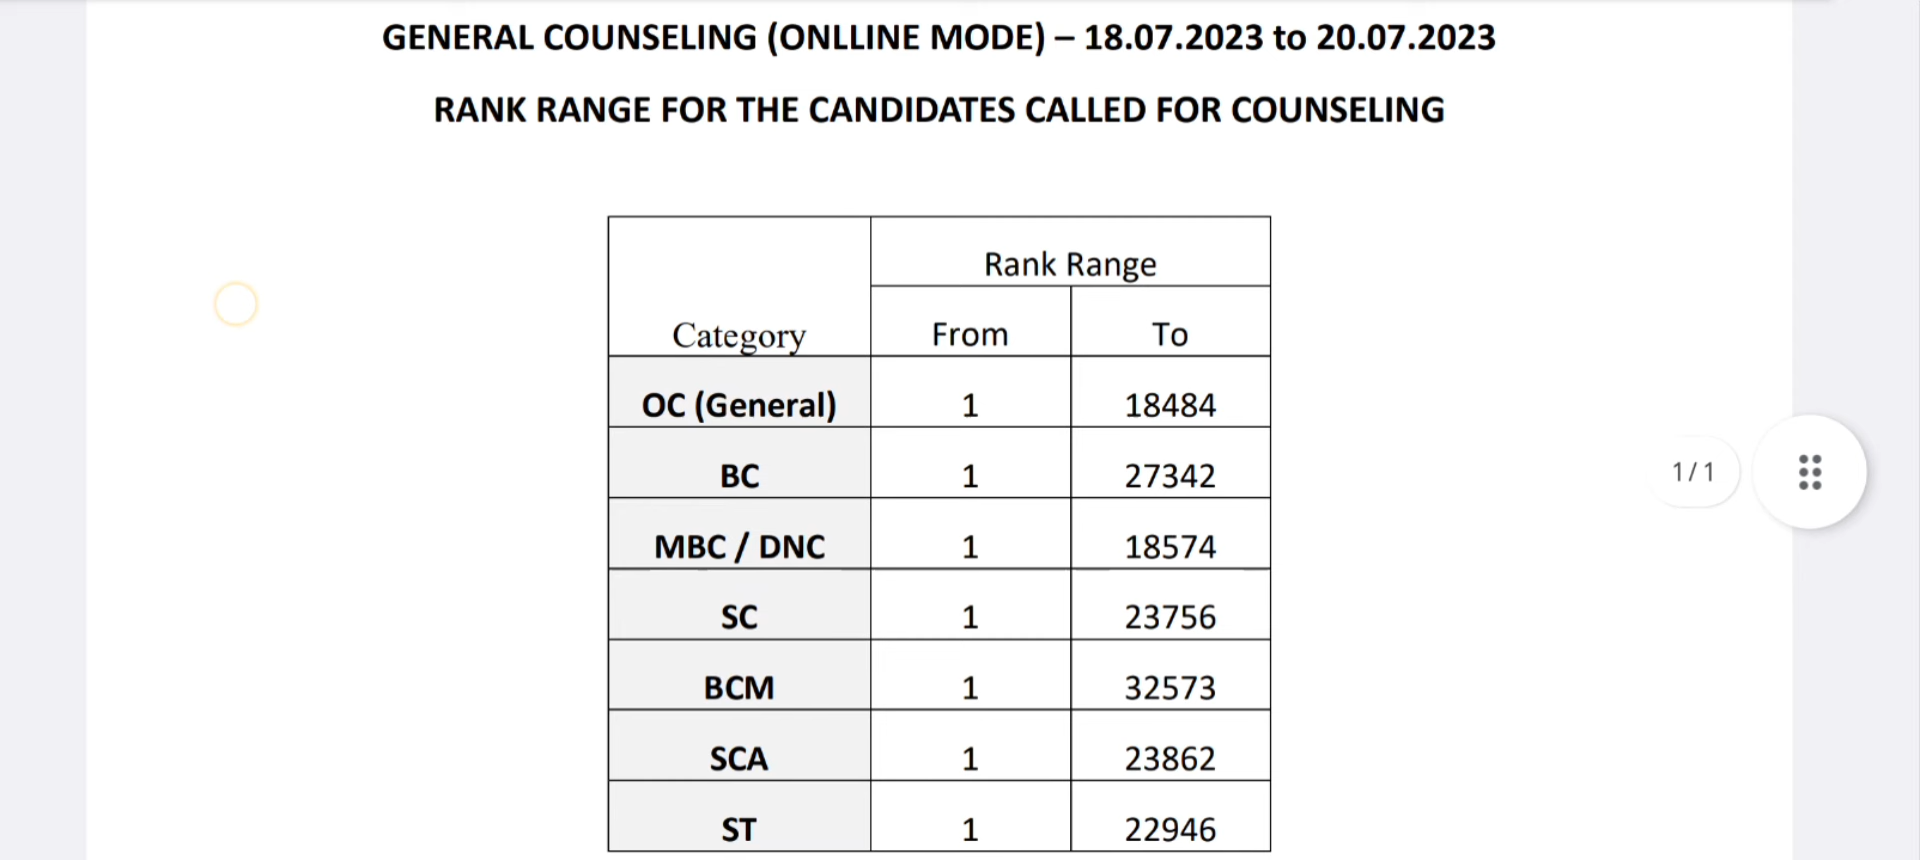 GENERAL COUNSELING (ONLLINE MODE) – 18.07.2023 to 20.07.2023
RANK RANGE FOR THE CANDIDATES CALLED FOR COUNSELING
Rank Range
Category From To
OC (General) 1 18484
BC 1 27342
MBC / DNC 1 18574
SC 1 23756
BCM 1 32573
SCA 1 23862
ST 1 22946
1/1